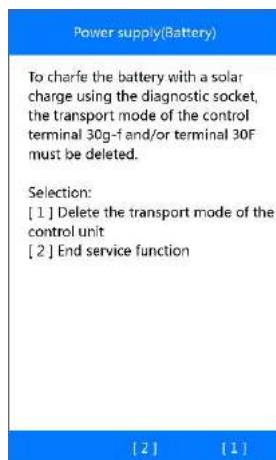 Power supply(Battery)
To charfe the battery with a solar
charge using the diagnostic socket,
the transport mode of the control
terminal 30g-f and/or terminal 30F
must be deleted.
Selection:
[ 1 ] Delete the transport mode of the
control unit
[ 2 ] End service function
[ 2 ] [ 1 ]